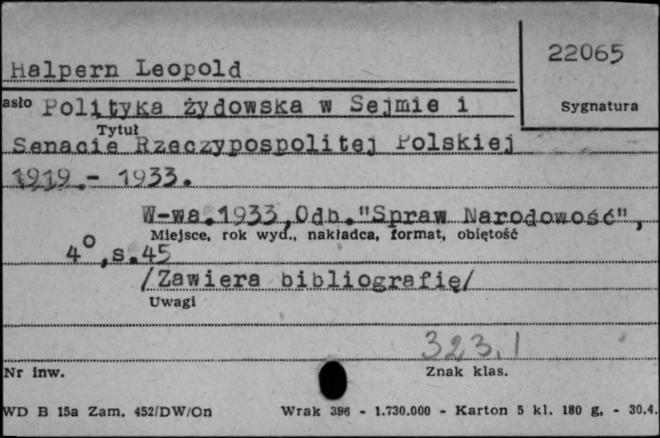 22065
Halpern Leopold
asło Polityka żydowska w Sejmie i
Sygnatura
Tytuł
Senacie Rzeczypospolitej Polskiej
1919.- 1933.
W-wa.1933,Odb."Spraw Narodowość",
Miejsce, rok wyd., nakładca, format, objętość
4°,s.45
/Zawiera bibliografię/
Uwagi
323.1
Nr inw.
Znak klas.
WD B 15a Zam. 452/DW/On Wrak 396 - 1.730.000 - Karton 5 kl. 180 g, - 30.4.